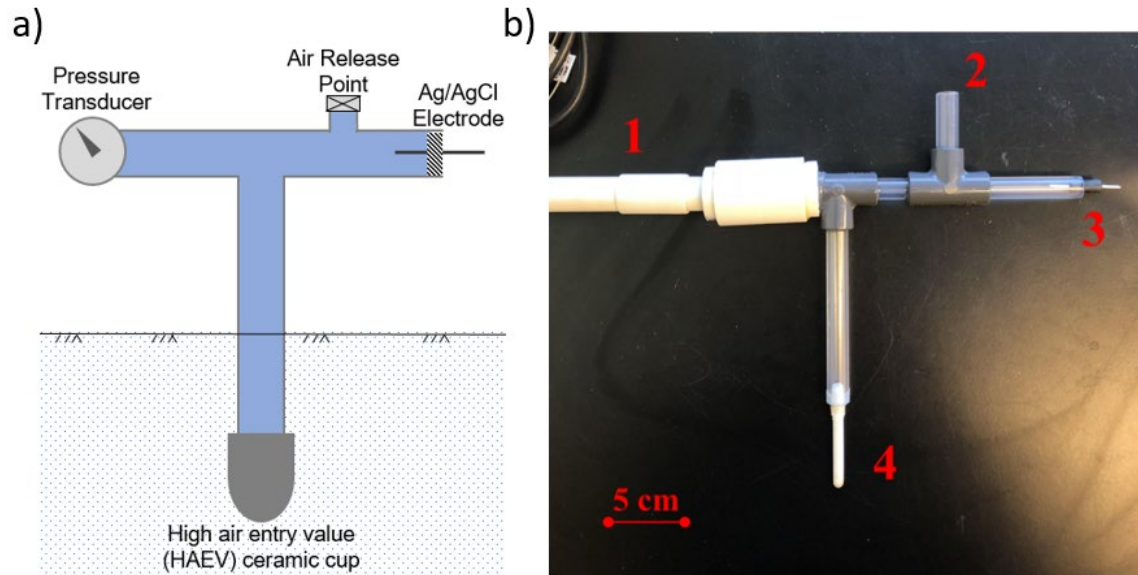 a)
Pressure
Transducer
Air Release
Point
Ag/AgCl
Electrode
High air entry value
(HAEV) ceramic cup
b)
1
2
3
4
5 cm